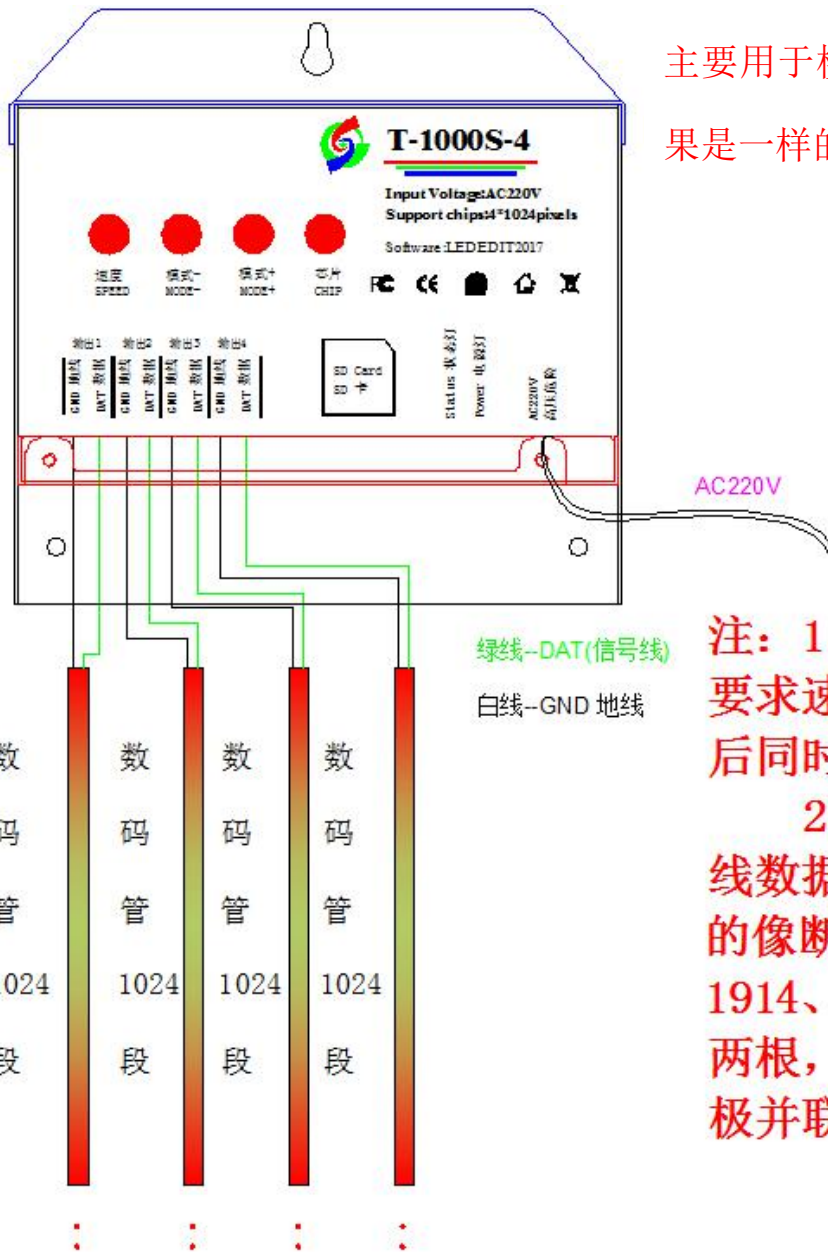 主要用于
果是一样的
T-1000S-4
Input Voltage:AC220V
Support chips:4*1024pixels
Software:LEDEDIT2017
速度 模式- 模式+ 芯片
SPEED MODE- MODE+ CHIP
FC CE
输出1 输出2 输出3 输出4
GND 地线
DAT 数据
GND 地线
DAT 数据
GND 地线
DAT 数据
GND 地线
DAT 数据
SD Card
SD 卡
Status 状态灯
Power 电源灯
AC220V
高压危险
AC220V
绿线--DAT(信号线)
白线--GND 地线
注：1
要求速
后同时
2
线数据
的像断
1914、
两根，
极并联
数 数 数 数
码 码 码 码
管 管 管 管
1024 1024 1024 1024
段 段 段 段